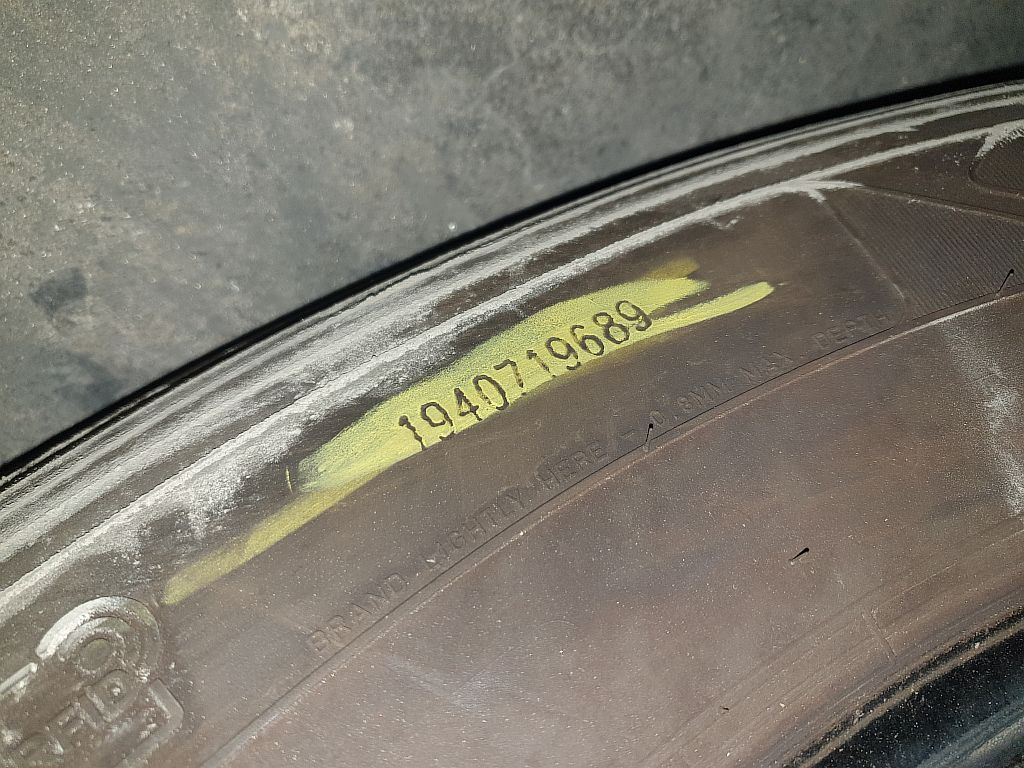 1940719689
BRAND LIGHTLY HERE - 0.8MM MAX DEPTH